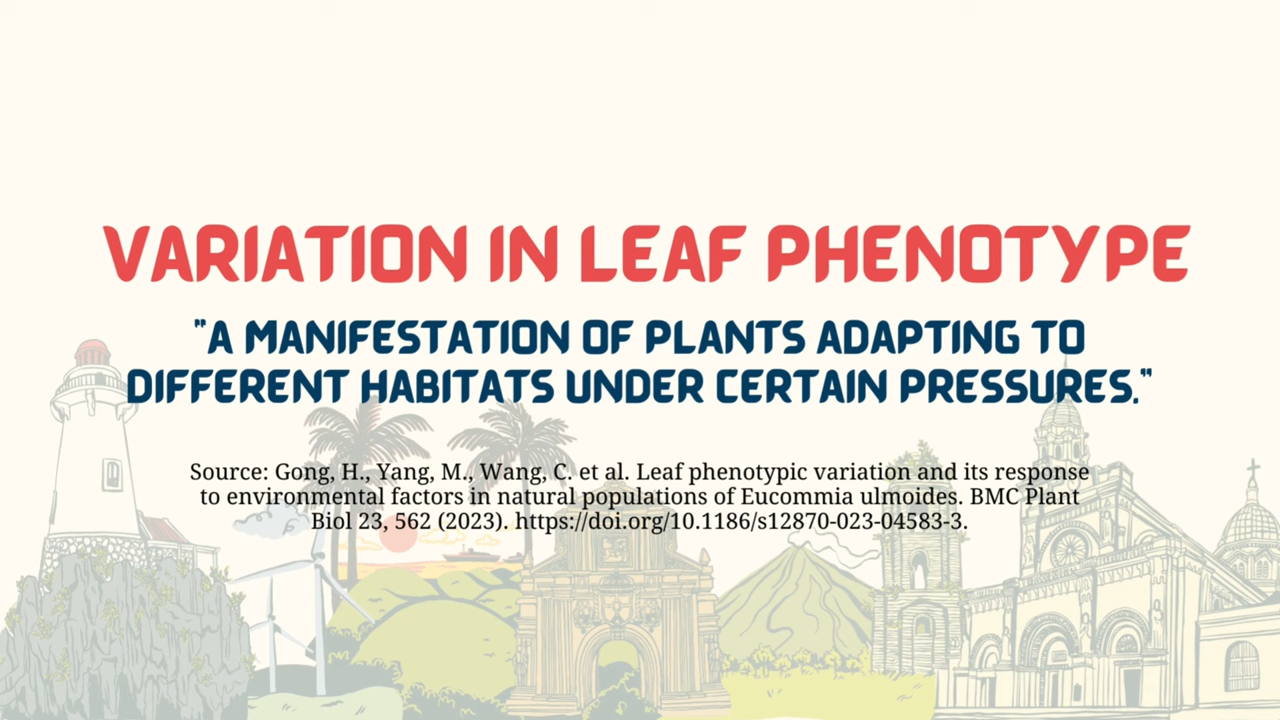 VARIATION IN LEAF PHENOTYPE
"A MANIFESTATION OF PLANTS ADAPTING TO
DIFFERENT HABITATS UNDER CERTAIN PRESSURES."
Source: Gong, H., Yang, M., Wang, C. et al. Leaf phenotypic variation and its response
to environmental factors in natural populations of Eucommia ulmoides. BMC Plant
Biol 23, 562 (2023). https://doi.org/10.1186/s12870-023-04583-3.